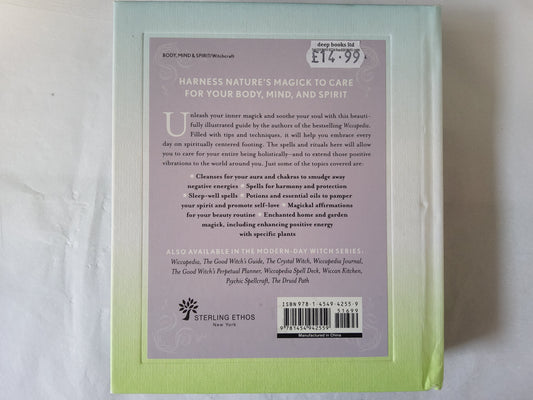 deep books ltd
£14.99
BODY, MIND & SPIRIT/Witchcraft
HARNESS NATURE'S MAGICK TO CARE
FOR YOUR BODY, MIND, AND SPIRIT
Unleash your inner magick and soothe your soul with this beauti-
fully illustrated guide by the authors of the bestselling Wiccapedia.
Filled with tips and techniques, it will help you embrace every
day on spiritually centered footing. The spells and rituals here will allow
you to care for your entire being holistically—and to extend those positive
vibrations to the world around you. Just some of the topics covered are:
Cleanses for your aura and chakras to smudge away
negative energies Spells for harmony and protection
Sleep-well spells Potions and essential oils to pamper
your spirit and promote self-love Magickal affirmations
for your beauty routine Enchanted home and garden
magick, including enhancing positive energy
with specific plants
ALSO AVAILABLE IN THE MODERN-DAY WITCH SERIES:
Wiccapedia, The Good Witch's Guide, The Crystal Witch, Wiccapedia Journal,
The Good Witch's Perpetual Planner, Wiccapedia Spell Deck, Wiccan Kitchen,
Psychic Spellcraft, The Druid Path
STERLING ETHOS
New York
ISBN 978-1-4549-4255-9
51699
9 781454 942559
Manufactured in China